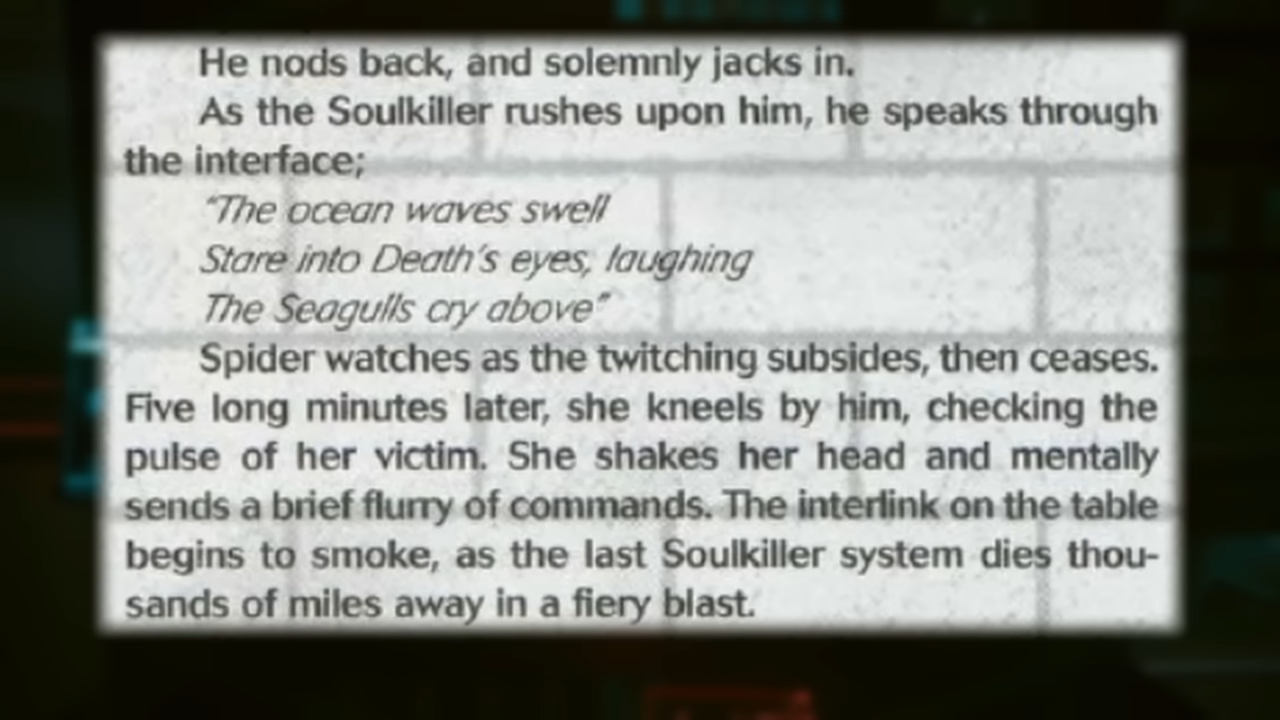 He nods back, and solemnly jacks in.
As the Soulkiller rushes upon him, he speaks through
the interface;
"The ocean waves swell
Stare into Death's eyes, laughing
The Seagulls cry above"
Spider watches as the twitching subsides, then ceases.
Five long minutes later, she kneels by him, checking the
pulse of her victim. She shakes her head and mentally
sends a brief flurry of commands. The interlink on the table
begins to smoke, as the last Soulkiller system dies thou-
sands of miles away in a fiery blast.